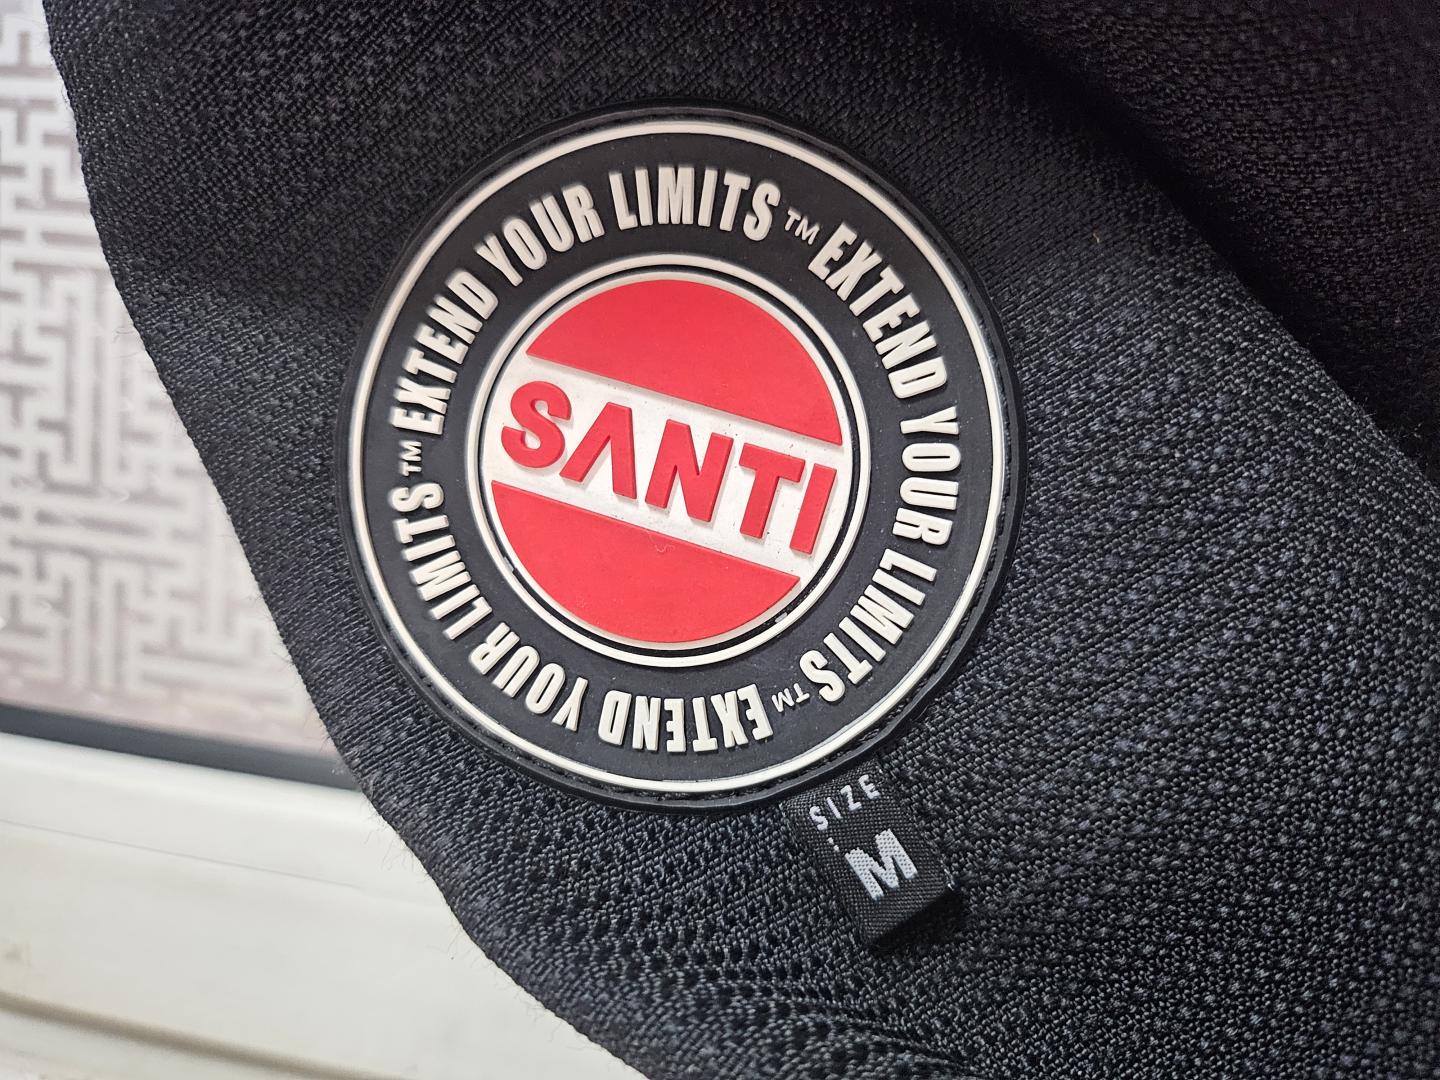 EXTEND YOUR LIMITS™ EXTEND YOUR LIMITS™ EXTEND YOUR LIMITS™
SANTI
SIZE
M